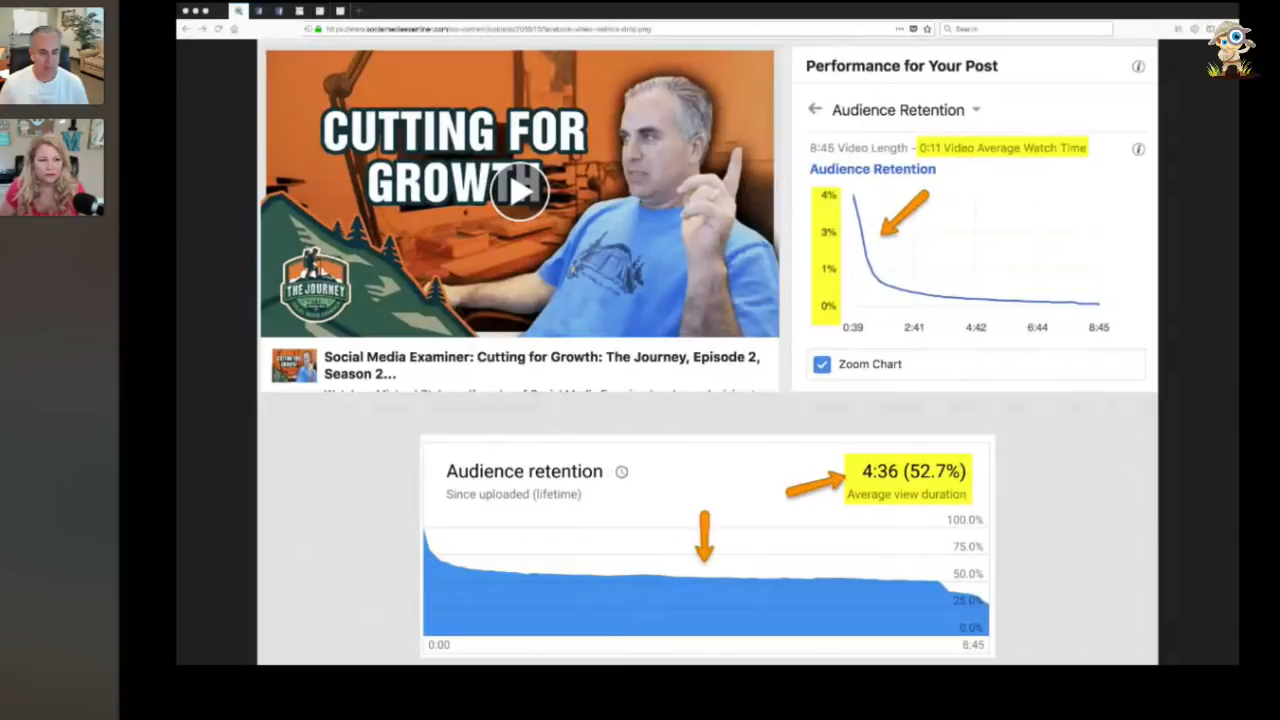 Search
CUTTING FOR
GROWTH
THE JOURNEY
Social Media Examiner: Cutting for Growth: The Journey, Episode 2,
Season 2...
Performance for Your Post
Audience Retention
8:45 Video Length - 0:11 Video Average Watch Time
Audience Retention
4%
3%
1%
0%
0:39 2:41 4:42 6:44 8:45
Zoom Chart
Audience retention
Since uploaded (lifetime)
4:36 (52.7%)
Average view duration
100.0%
75.0%
50.0%
25.0%
0.0%
0:00 8:45